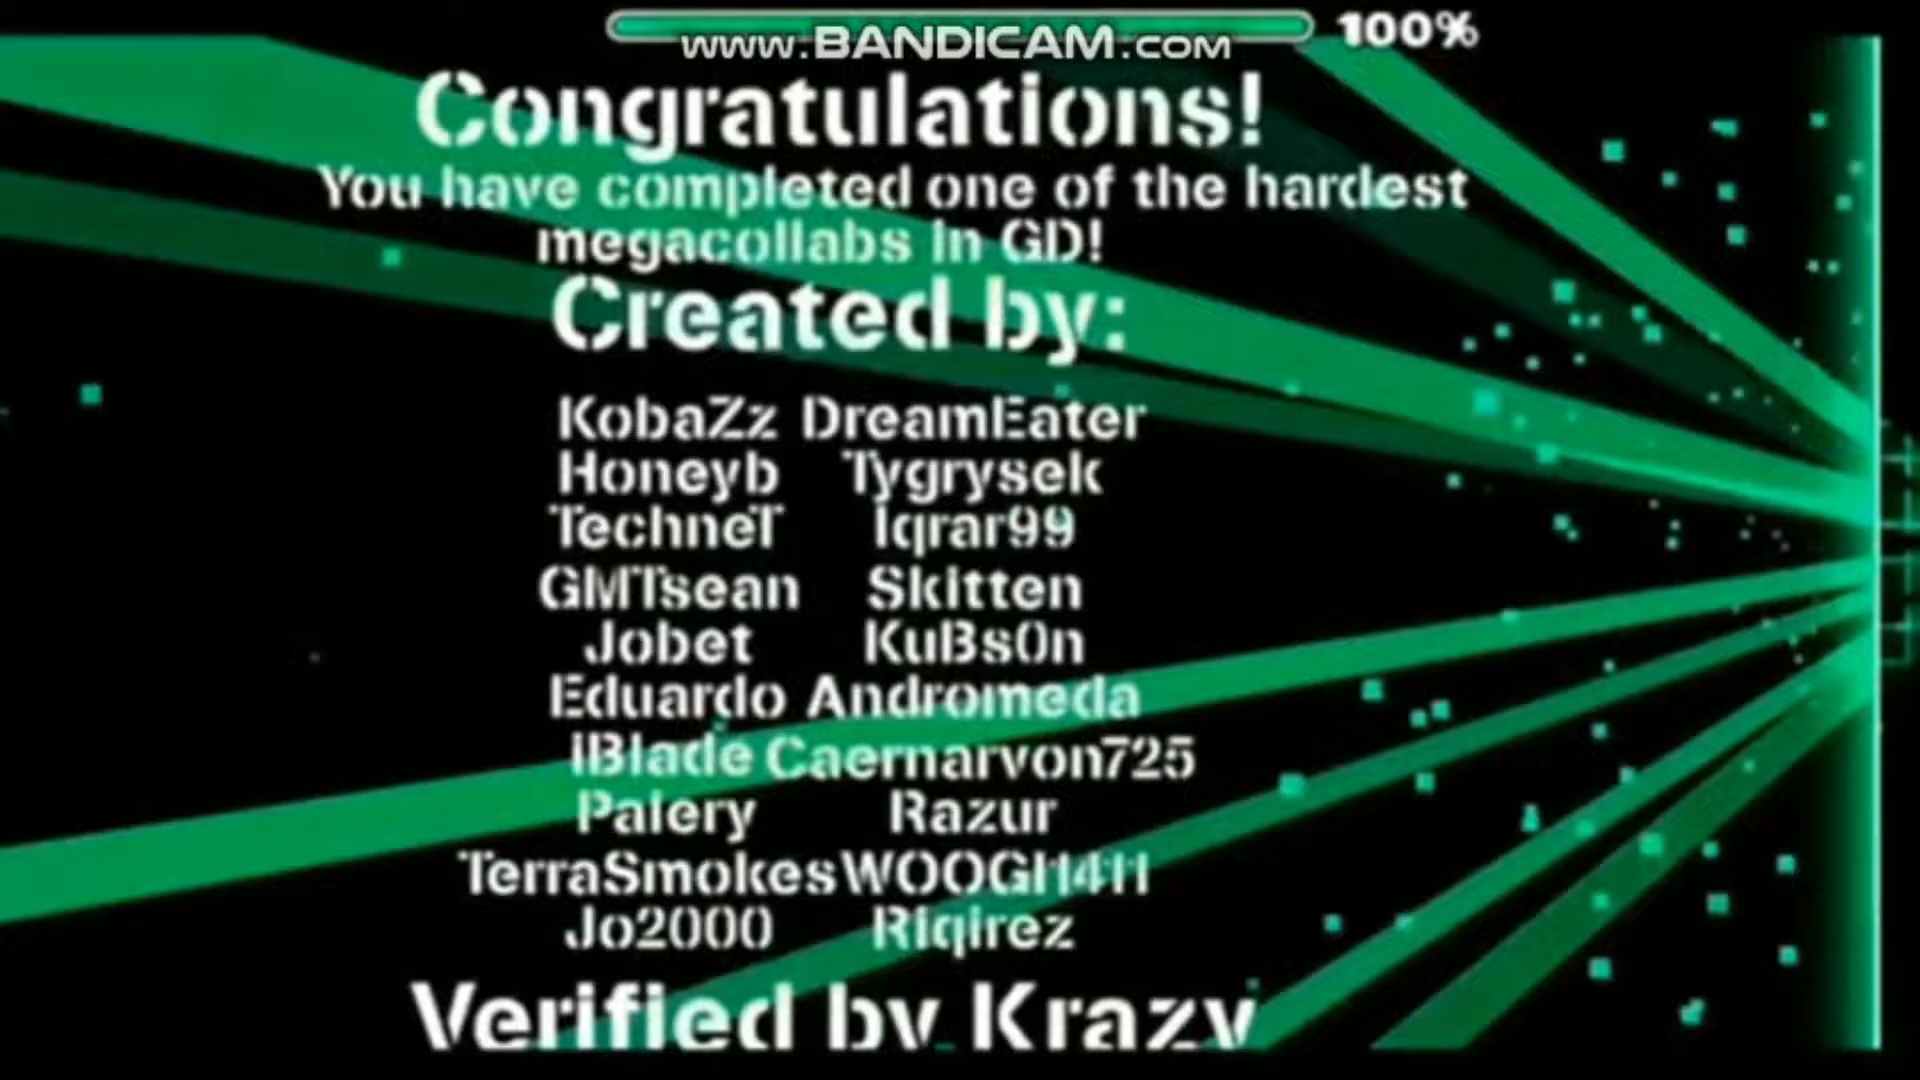 100%
www.BANDICAM.com
Congratulations!
You have completed one of the hardest
megacollabs in GD!
Created by:
KobaZz DreamEater
Honeyb Tygrysek
TechneT Iqrar99
GMTsean Skitten
Jobet KuBs0n
Eduardo Andromeda
iBlade Caernarvon725
Palery Razur
TerraSmokes WOOGI1411
Jo2000 Riqirez
Verified by Krazy